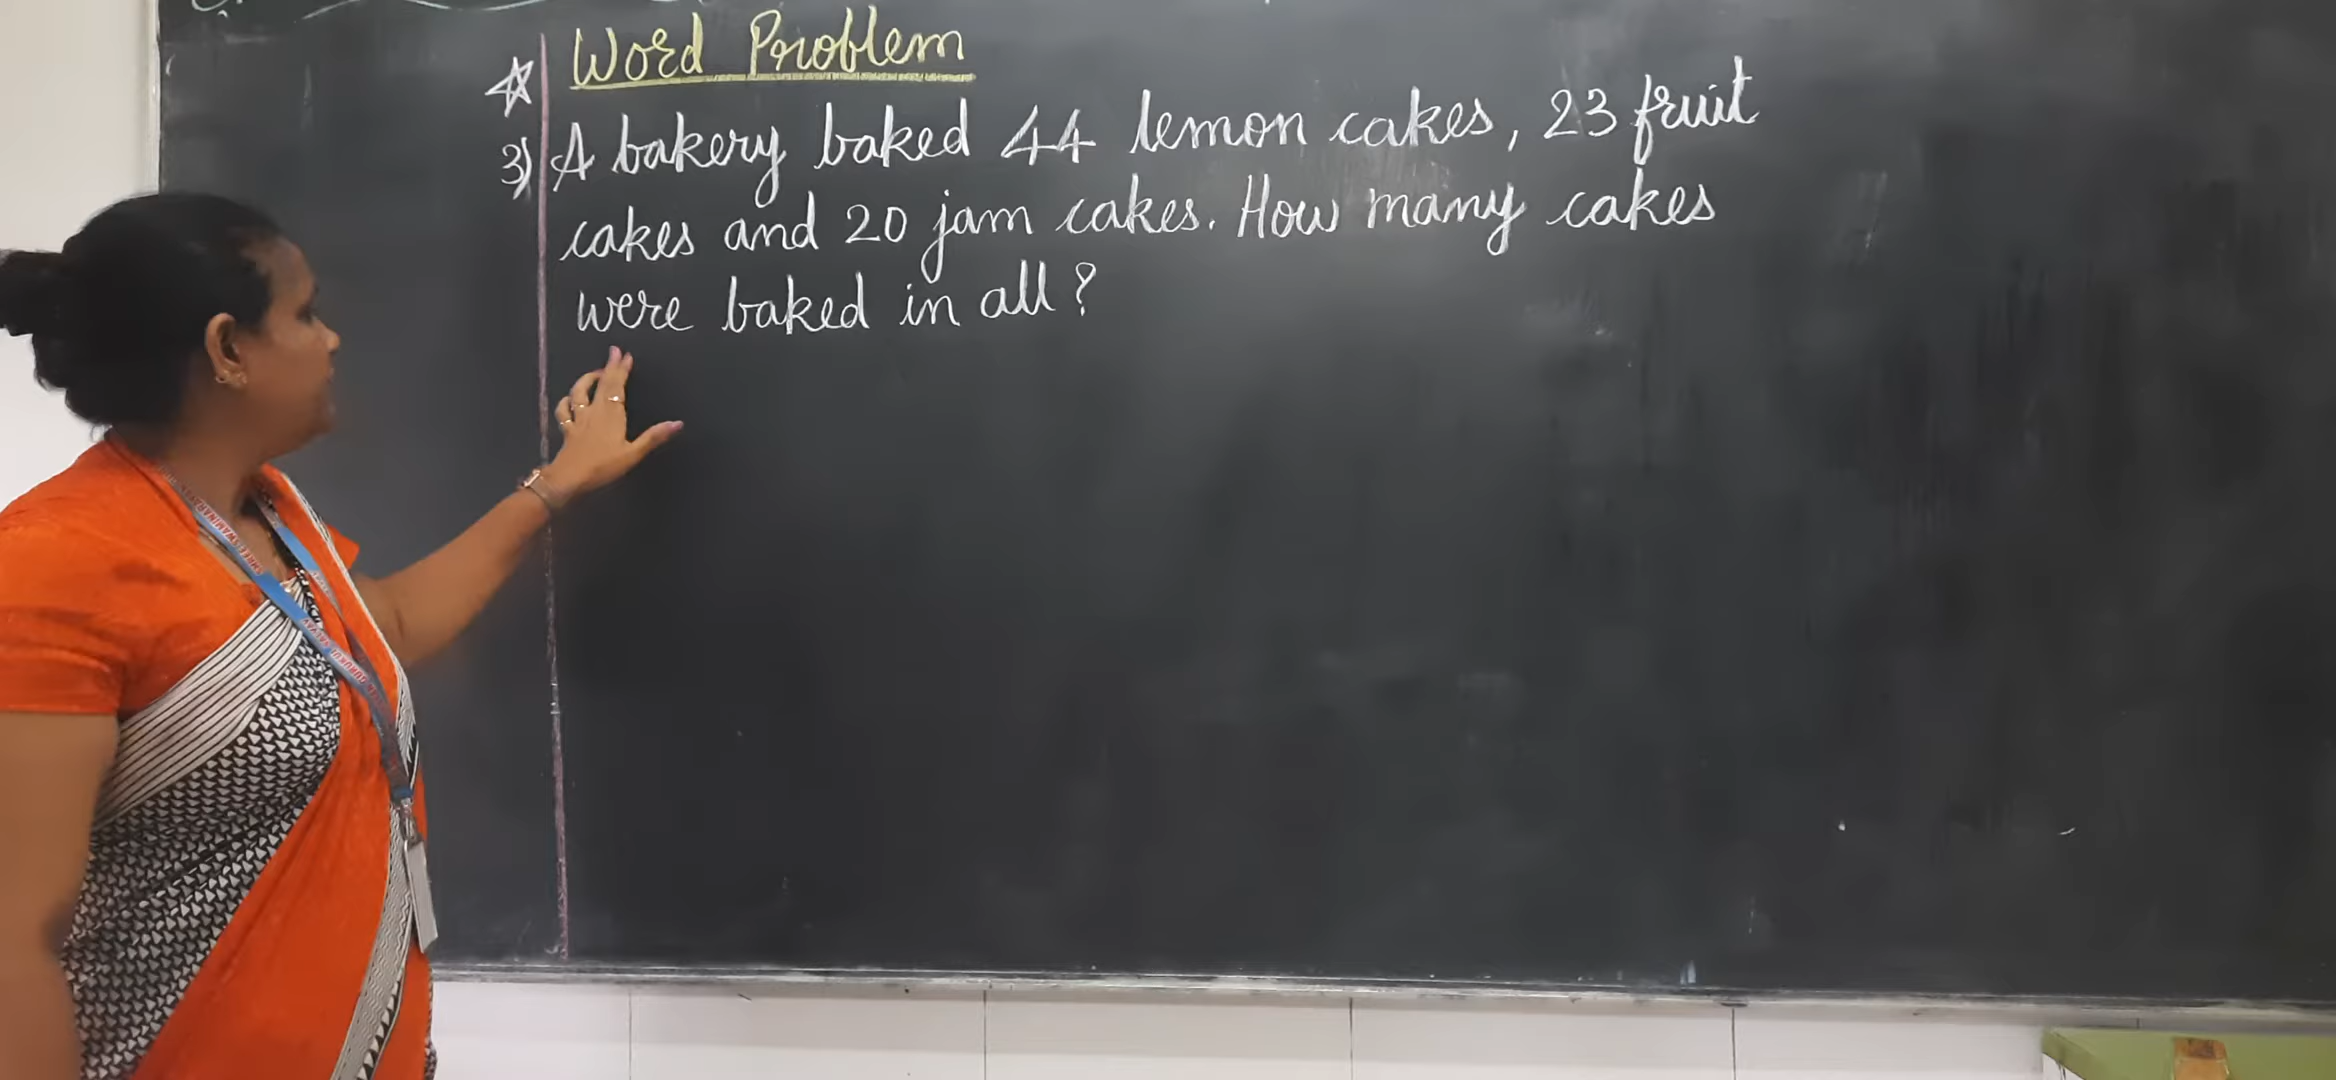 Word Problem
3) A bakery baked 44 lemon cakes, 23 fruit
cakes and 20 jam cakes. How many cakes
were baked in all?